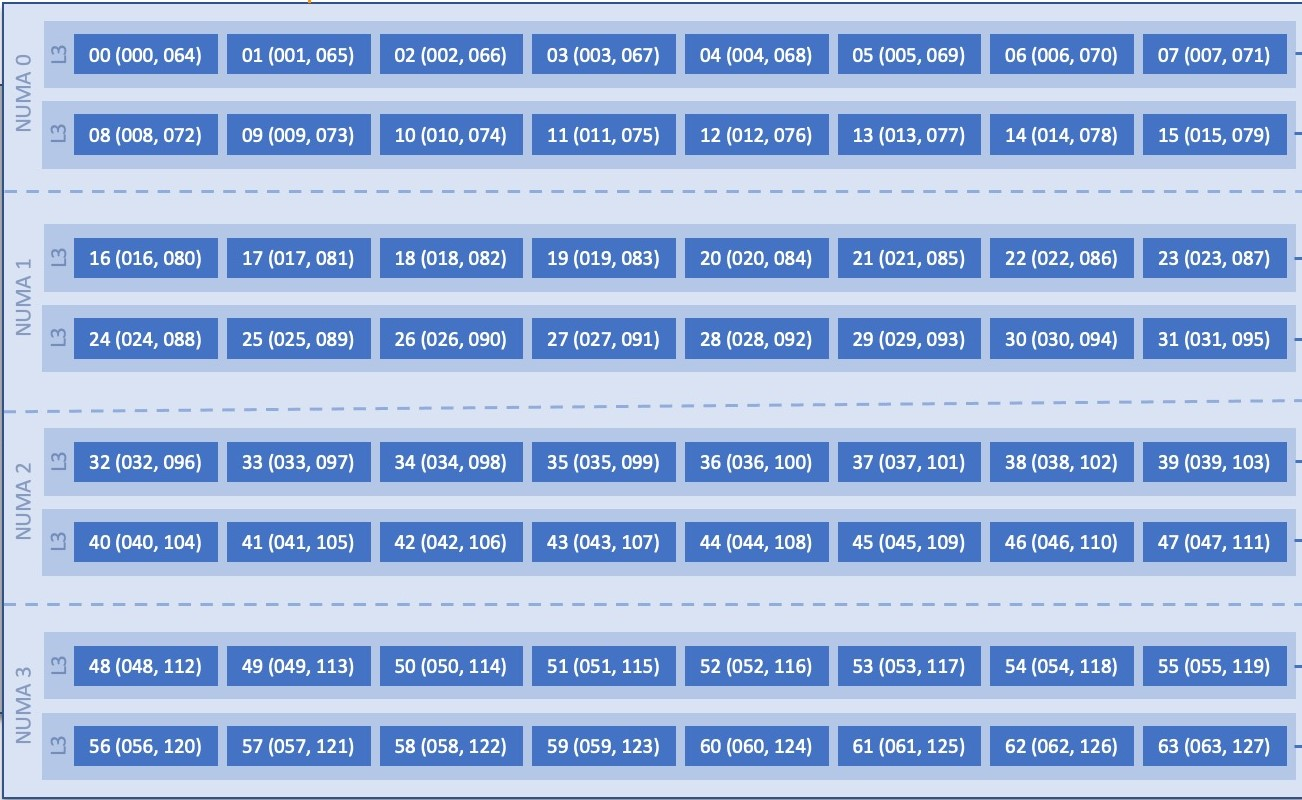 NUMA 0
L3 00 (000, 064) 01 (001, 065) 02 (002, 066) 03 (003, 067) 04 (004, 068) 05 (005, 069) 06 (006, 070) 07 (007, 071)
L3 08 (008, 072) 09 (009, 073) 10 (010, 074) 11 (011, 075) 12 (012, 076) 13 (013, 077) 14 (014, 078) 15 (015, 079)
NUMA 1
L3 16 (016, 080) 17 (017, 081) 18 (018, 082) 19 (019, 083) 20 (020, 084) 21 (021, 085) 22 (022, 086) 23 (023, 087)
L3 24 (024, 088) 25 (025, 089) 26 (026, 090) 27 (027, 091) 28 (028, 092) 29 (029, 093) 30 (030, 094) 31 (031, 095)
NUMA 2
L3 32 (032, 096) 33 (033, 097) 34 (034, 098) 35 (035, 099) 36 (036, 100) 37 (037, 101) 38 (038, 102) 39 (039, 103)
L3 40 (040, 104) 41 (041, 105) 42 (042, 106) 43 (043, 107) 44 (044, 108) 45 (045, 109) 46 (046, 110) 47 (047, 111)
NUMA 3
L3 48 (048, 112) 49 (049, 113) 50 (050, 114) 51 (051, 115) 52 (052, 116) 53 (053, 117) 54 (054, 118) 55 (055, 119)
L3 56 (056, 120) 57 (057, 121) 58 (058, 122) 59 (059, 123) 60 (060, 124) 61 (061, 125) 62 (062, 126) 63 (063, 127)